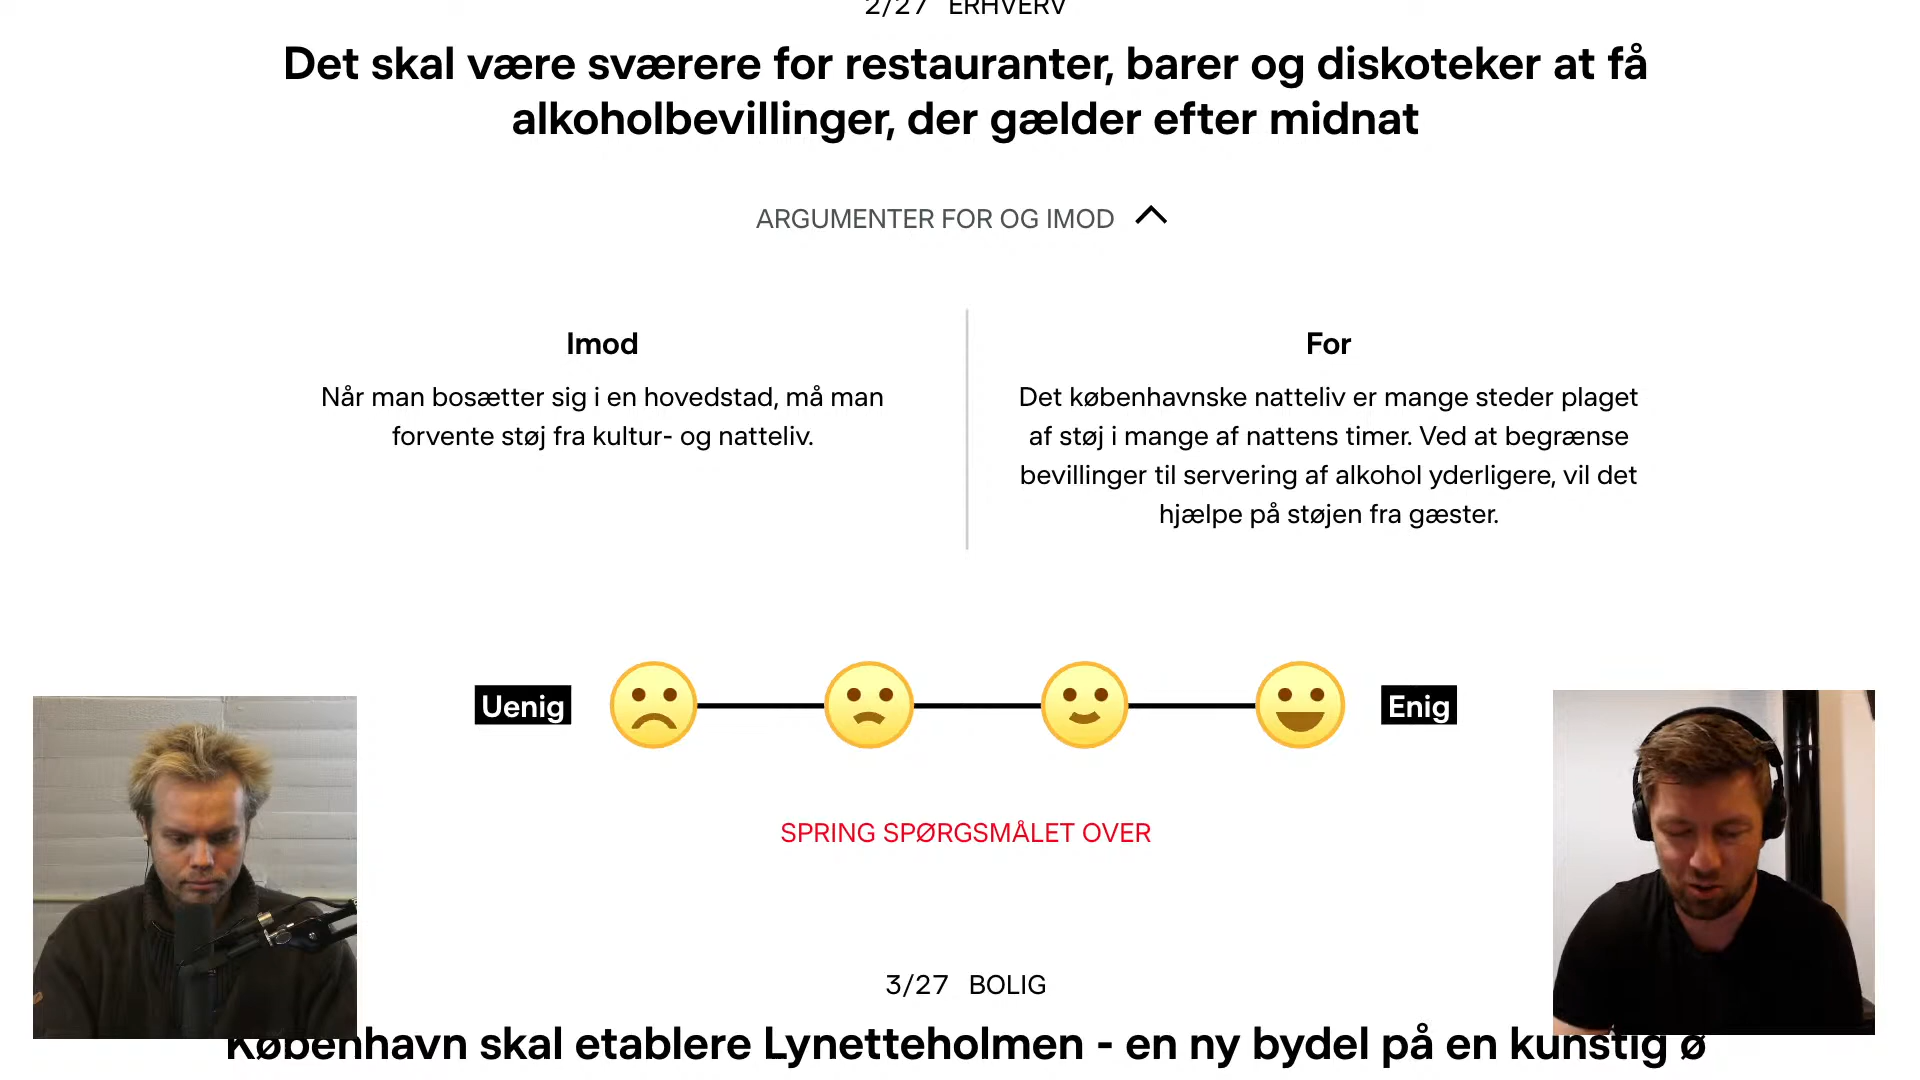 2/27 ERHVERV
Det skal være sværere for restauranter, barer og diskoteker at få
alkoholbevillinger, der gælder efter midnat
ARGUMENTER FOR OG IMOD
Imod
Når man bosætter sig i en hovedstad, må man
forvente støj fra kultur- og natteliv.
For
Det københavnske natteliv er mange steder plaget
af støj i mange af nattens timer. Ved at begrænse
bevillinger til servering af alkohol yderligere, vil det
hjælpe på støjen fra gæster.
Uenig
Enig
SPRING SPØRGSMÅLET OVER
3/27 BOLIG
København skal etablere Lynetteholmen - en ny bydel på en kunstig ø